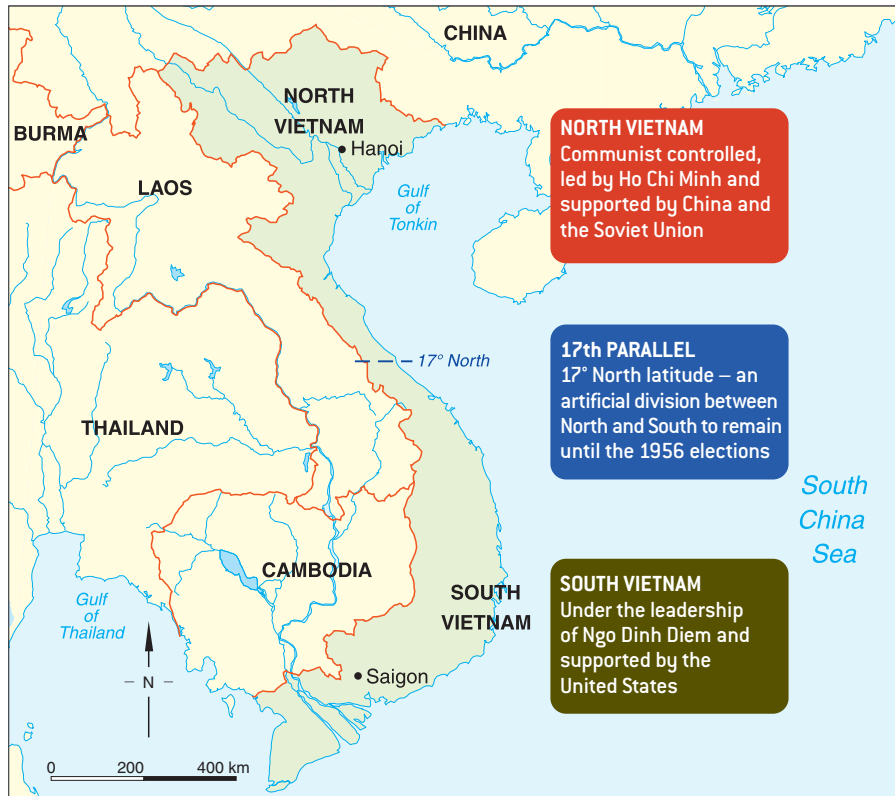 CHINA
NORTH
VIETNAM
Hanoi
BURMA
LAOS
Gulf
of
Tonkin
NORTH VIETNAM
Communist controlled,
led by Ho Chi Minh and
supported by China and
the Soviet Union
17° North
17th PARALLEL
17° North latitude – an
artificial division between
North and South to remain
until the 1956 elections
THAILAND
South
China
Sea
CAMBODIA
SOUTH
VIETNAM
Gulf
of
Thailand
SOUTH VIETNAM
Under the leadership
of Ngo Dinh Diem and
supported by the
United States
Saigon
N
0 200 400 km